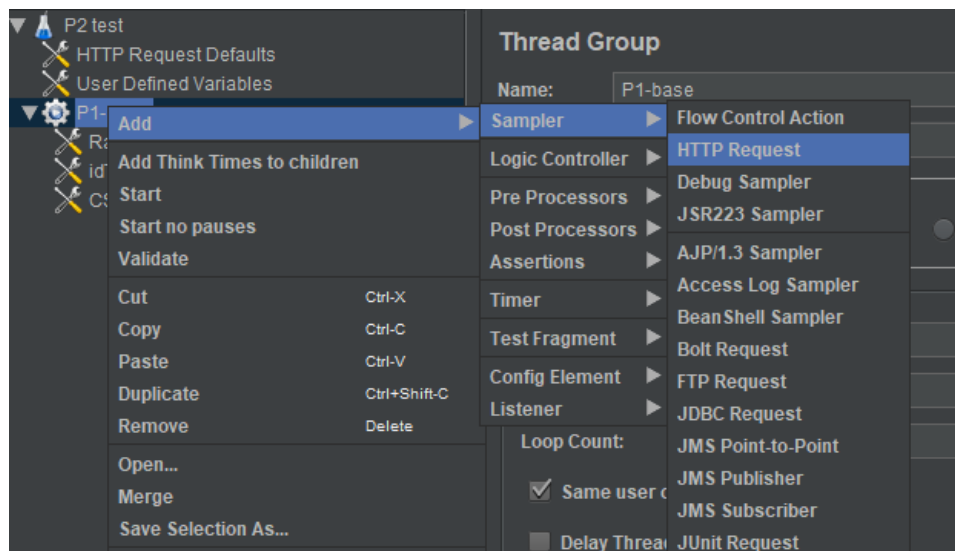 P2 test
HTTP Request Defaults
User Defined Variables
P1-
Thread Group
Name: P1-base
Add
Add Think Times to children
Start
Start no pauses
Validate
Cut Ctrl-X
Copy Ctrl-C
Paste Ctrl-V
Duplicate Ctrl+Shift-C
Remove Delete
Open...
Merge
Save Selection As...
Sampler
Logic Controller
Pre Processors
Post Processors
Assertions
Timer
Test Fragment
Config Element
Listener
Flow Control Action
HTTP Request
Debug Sampler
JSR223 Sampler
AJP/1.3 Sampler
Access Log Sampler
BeanShell Sampler
Bolt Request
FTP Request
JDBC Request
JMS Point-to-Point
JMS Publisher
JMS Subscriber
JUnit Request
Loop Count:
Same user
Delay